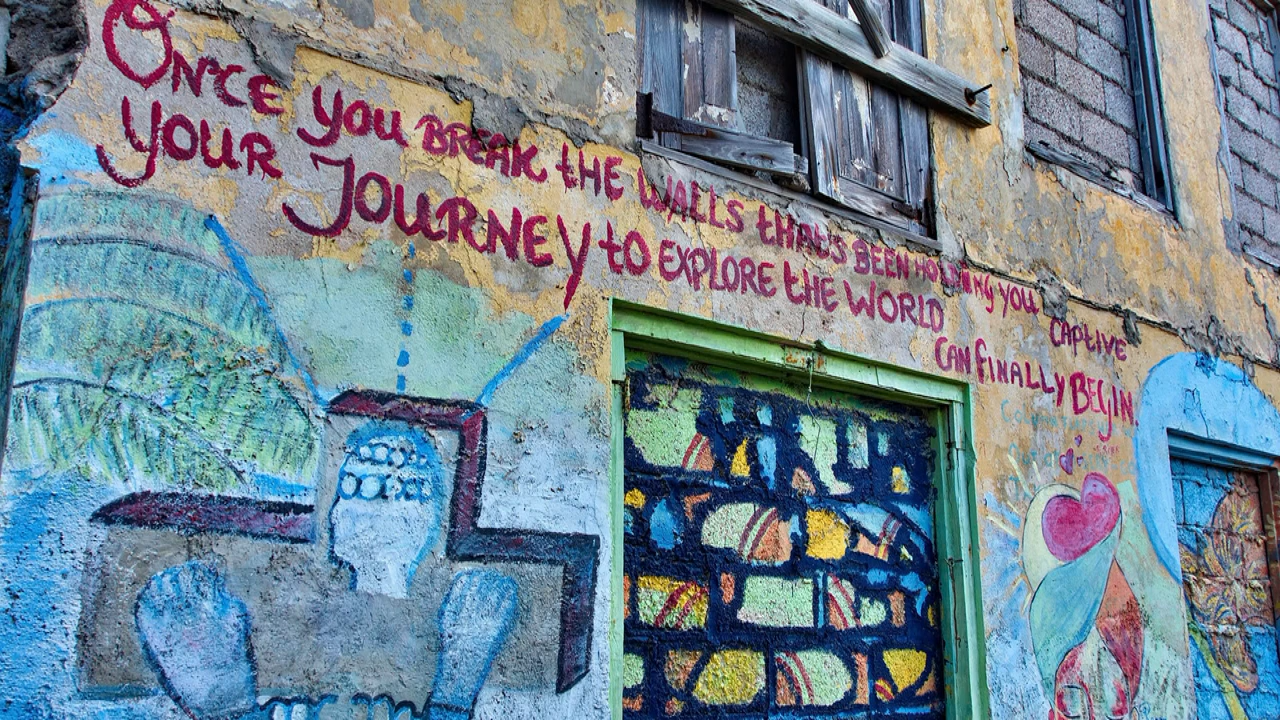 Once you BREAK the WALLS that's BEEN HOLDING you CAPtIVE
YOUR JOURNEY to EXPLORE the WORLD
CAN FINALLY BEGIN.